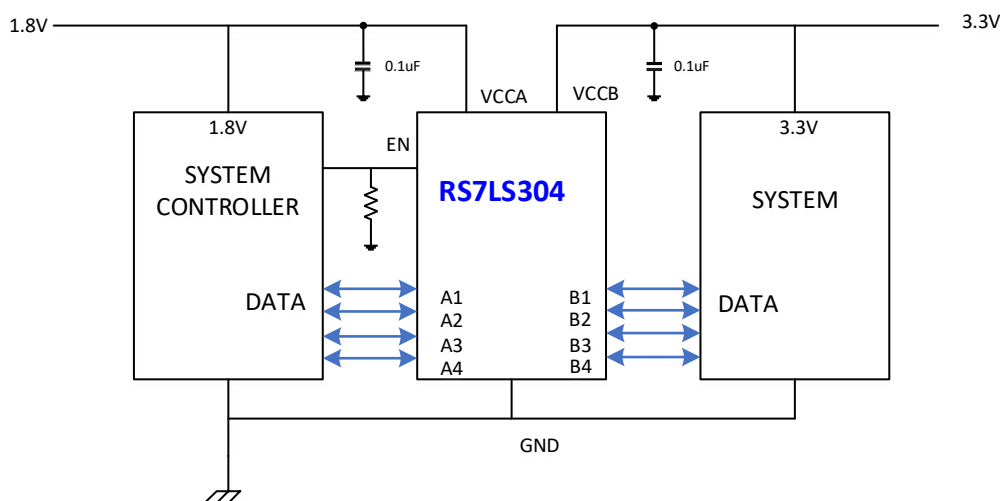 1.8V
3.3V
0.1uF
0.1uF
VCCA
VCCB
1.8V
EN
3.3V
SYSTEM
CONTROLLER
RS7LS304
SYSTEM
DATA
A1
A2
A3
A4
B1
B2
B3
B4
DATA
GND